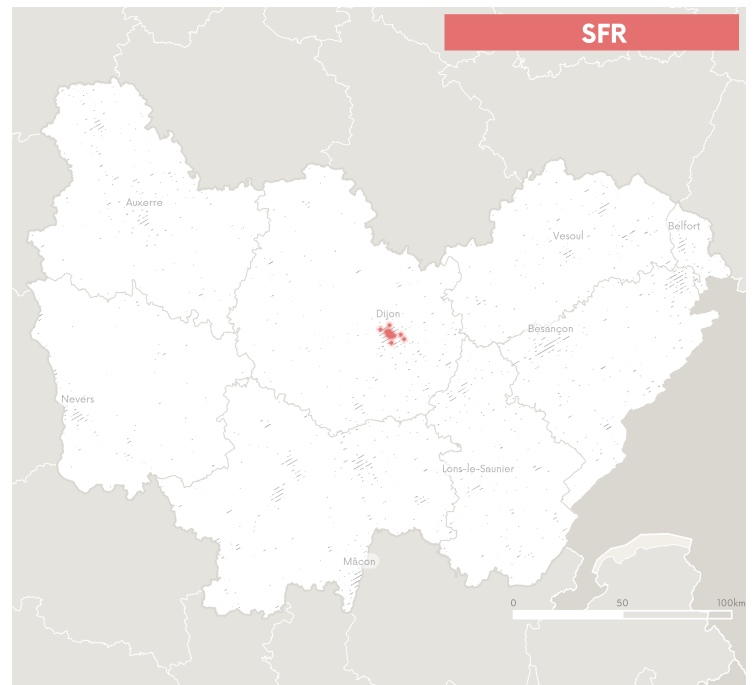 SFR
Auxerre
Belfort
Vesoul
Dijon
Besançon
Nevers
Lons-le-Saunier
Mâcon
0 50 100km